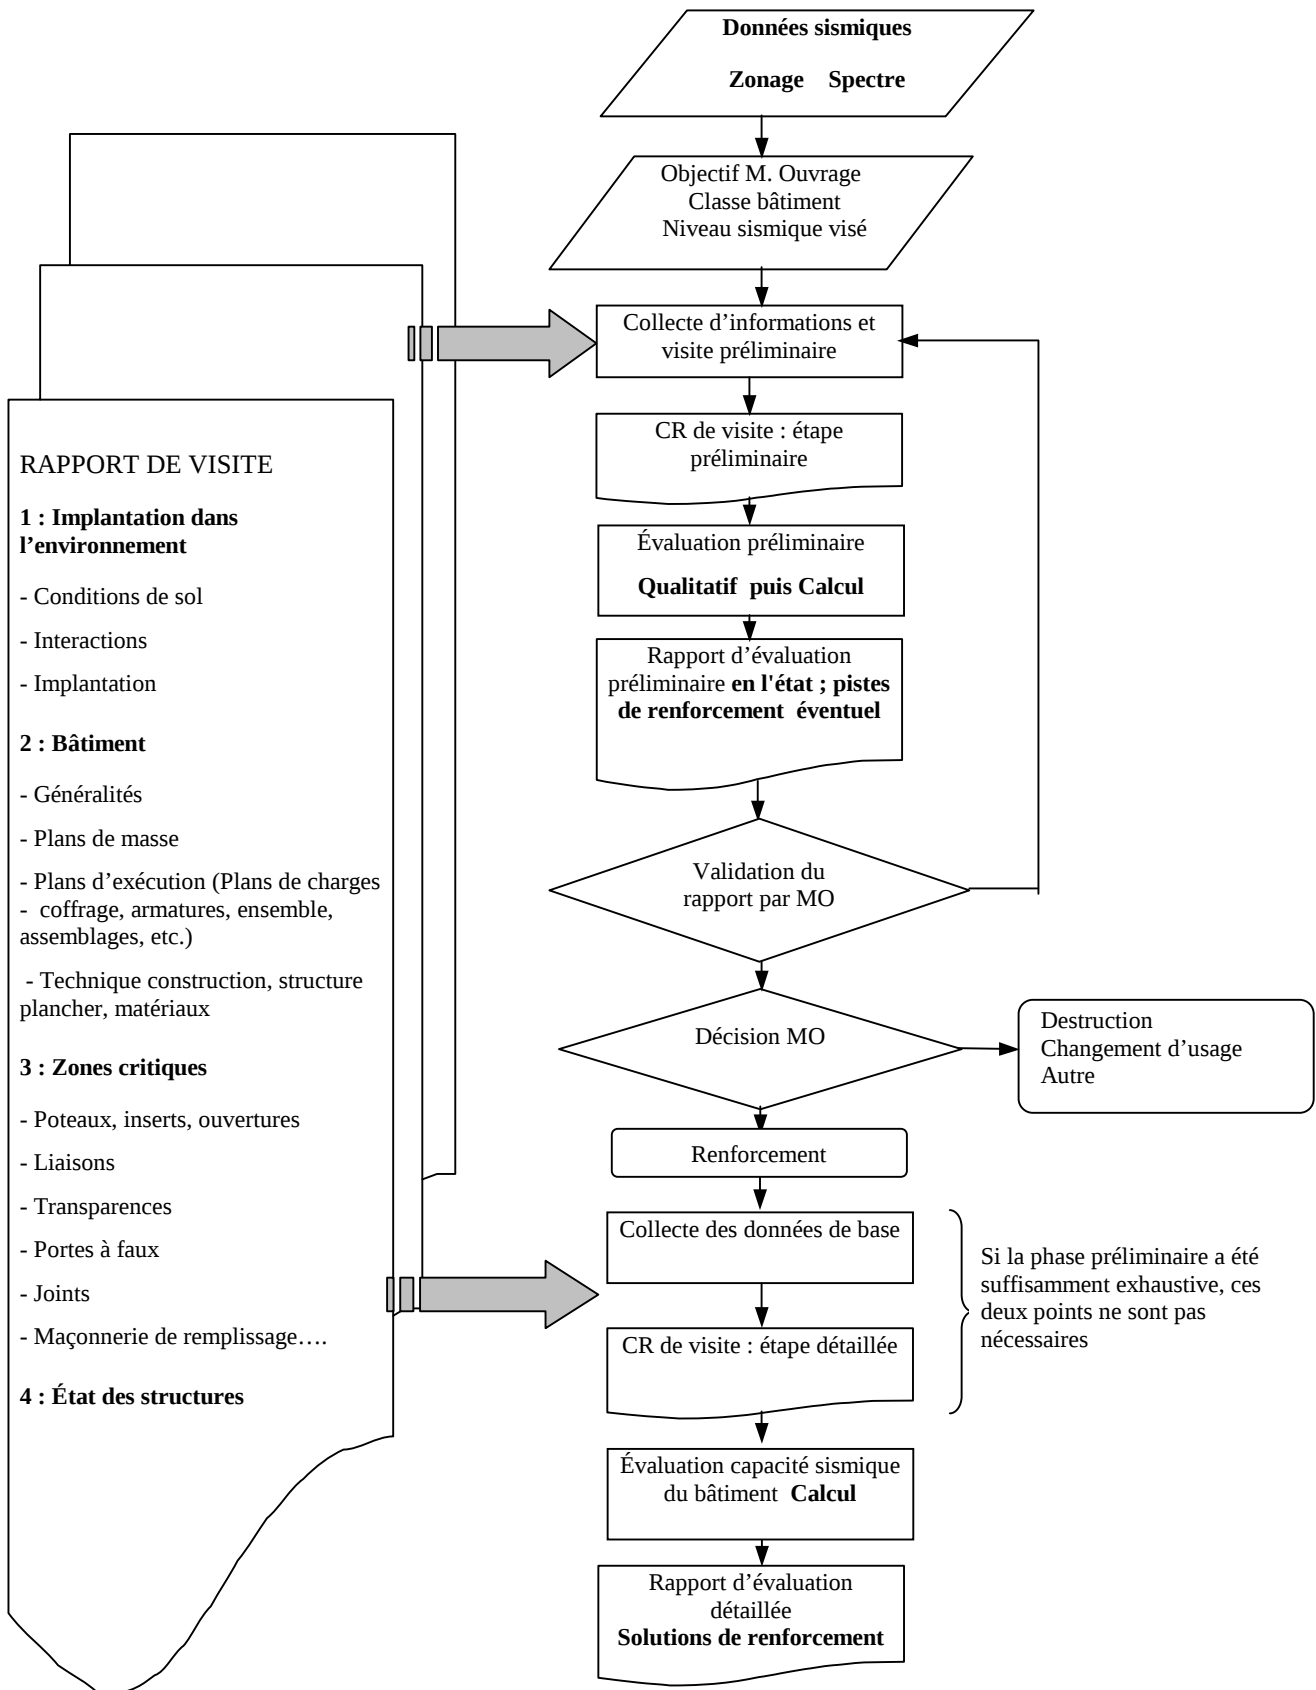 Données sismiques
Zonage Spectre
Objectif M. Ouvrage
Classe bâtiment
Niveau sismique visé
Collecte d’informations et
visite préliminaire
CR de visite : étape
préliminaire
Évaluation préliminaire
Qualitatif puis Calcul
Rapport d’évaluation
préliminaire en l'état ; pistes
de renforcement éventuel
Validation du
rapport par MO
Décision MO
Destruction
Changement d’usage
Autre
Renforcement
Collecte des données de base
CR de visite : étape détaillée
Si la phase préliminaire a été
suffisamment exhaustive, ces
deux points ne sont pas
nécessaires
Évaluation capacité sismique
du bâtiment Calcul
Rapport d’évaluation
détaillée
Solutions de renforcement
RAPPORT DE VISITE
1 : Implantation dans
l’environnement
- Conditions de sol
- Interactions
- Implantation
2 : Bâtiment
- Généralités
- Plans de masse
- Plans d’exécution (Plans de charges
- coffrage, armatures, ensemble,
assemblages, etc.)
- Technique construction, structure
plancher, matériaux
3 : Zones critiques
- Poteaux, inserts, ouvertures
- Liaisons
- Transparences
- Portes à faux
- Joints
- Maçonnerie de remplissage….
4 : État des structures